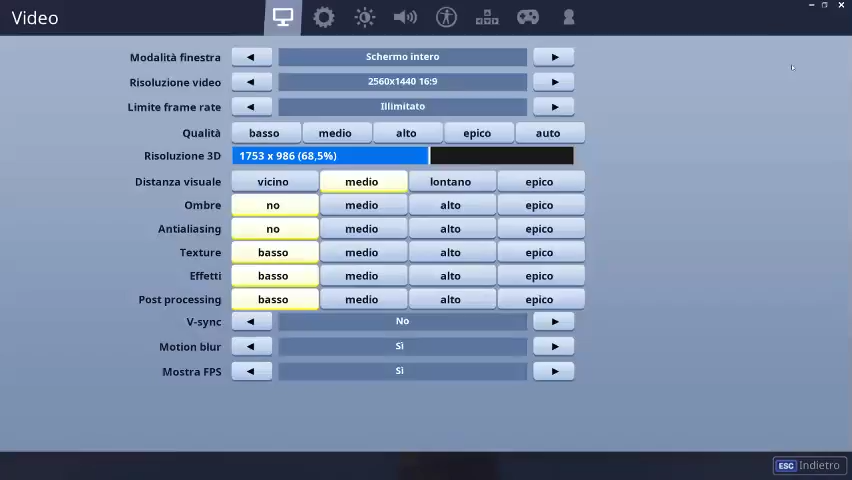 Video
Modalità finestra Schermo intero
Risoluzione video 2560x1440 16:9
Limite frame rate Illimitato
Qualità basso medio alto epico auto
Risoluzione 3D 1753 x 986 (68,5%)
Distanza visuale vicino medio lontano epico
Ombre no medio alto epico
Antialiasing no medio alto epico
Texture basso medio alto epico
Effetti basso medio alto epico
Post processing basso medio alto epico
V-sync No
Motion blur Sì
Mostra FPS Sì
ESC Indietro